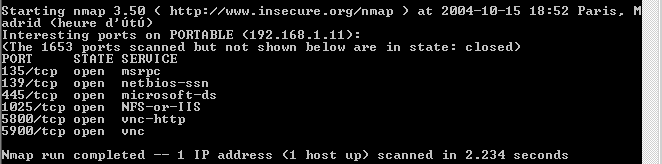 Starting nmap 3.50 ( http://www.insecure.org/nmap ) at 2004-10-15 18:52 Paris, M
adrid (heure d'útú)
Interesting ports on PORTABLE (192.168.1.11):
(The 1653 ports scanned but not shown below are in state: closed)
PORT     STATE SERVICE
135/tcp  open  msrpc
139/tcp  open  netbios-ssn
445/tcp  open  microsoft-ds
1025/tcp open  NFS-or-IIS
5800/tcp open  vnc-http
5900/tcp open  vnc
Nmap run completed -- 1 IP address (1 host up) scanned in 2.234 seconds